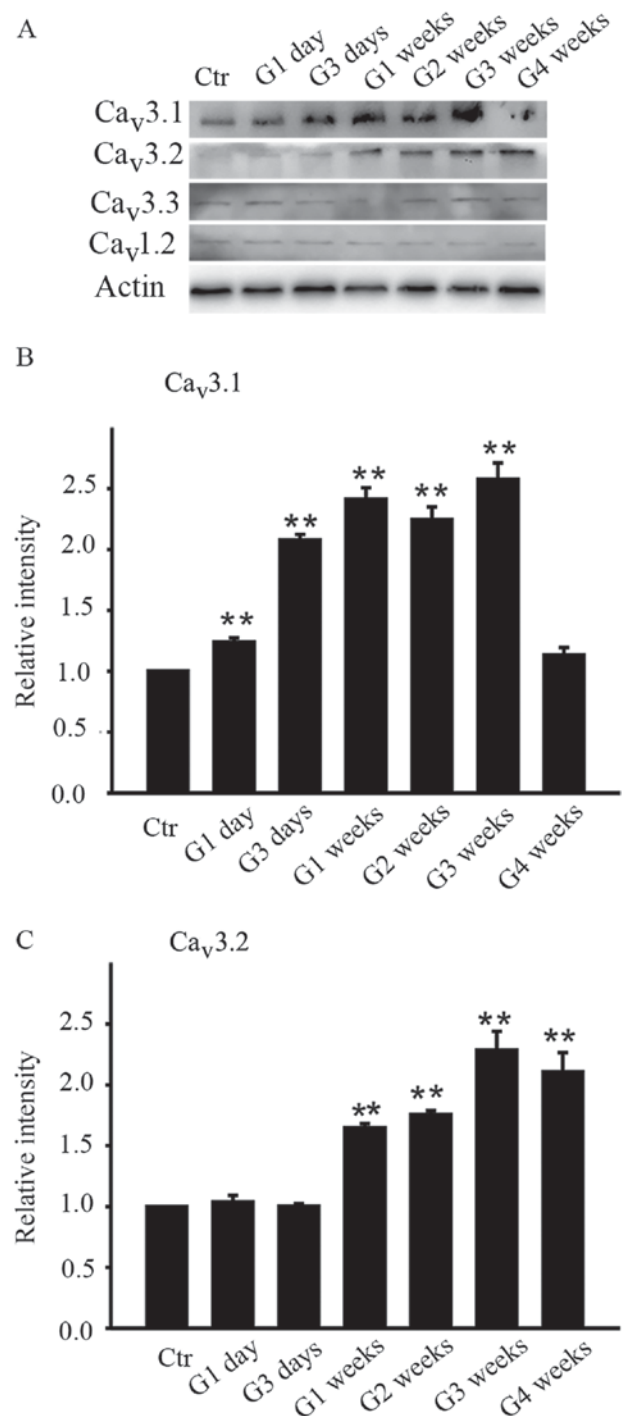 A
Ctr G1 day G3 days G1 weeks G2 weeks G3 weeks G4 weeks
Cav3.1
Cav3.2
Cav3.3
Cav1.2
Actin
B
Cav3.1
Relative intensity
2.5
2.0
1.5
1.0
0.5
0.0
** ** ** ** **
Ctr G1 day G3 days G1 weeks G2 weeks G3 weeks G4 weeks
C
Cav3.2
Relative intensity
2.5
2.0
1.5
1.0
0.5
0.0
** ** ** **
Ctr G1 day G3 days G1 weeks G2 weeks G3 weeks G4 weeks